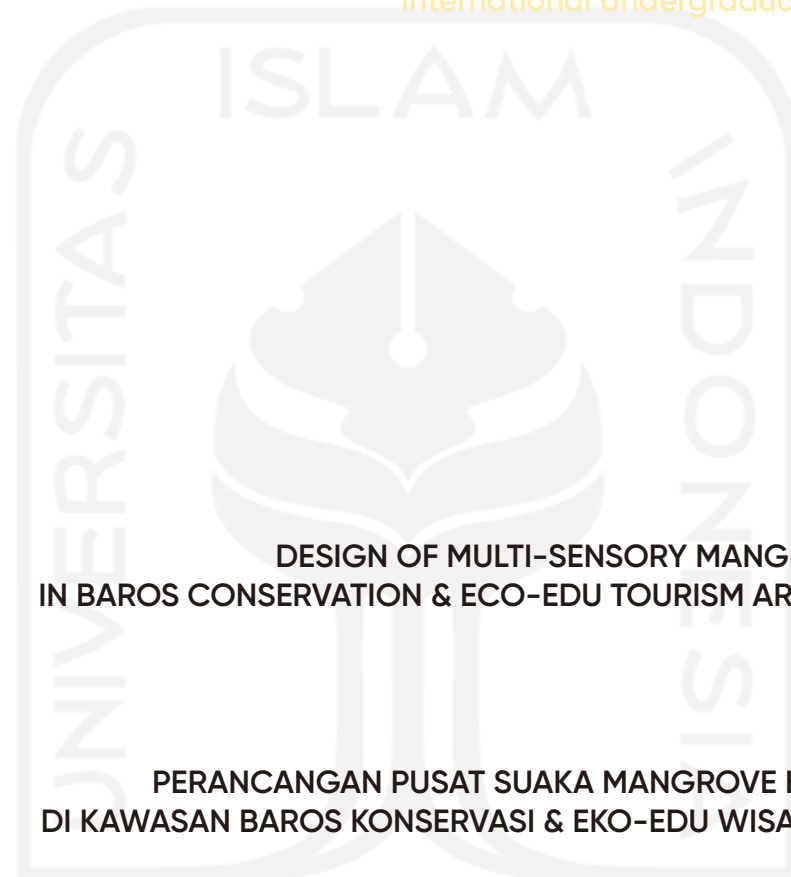 International Undergradua
ISLAM
UNIVERSITAS
INDONESIA
DESIGN OF MULTI-SENSORY MANG
IN BAROS CONSERVATION & ECO-EDU TOURISM AR
PERANCANGAN PUSAT SUAKA MANGROVE
DI KAWASAN BAROS KONSERVASI & EKO-EDU WISA